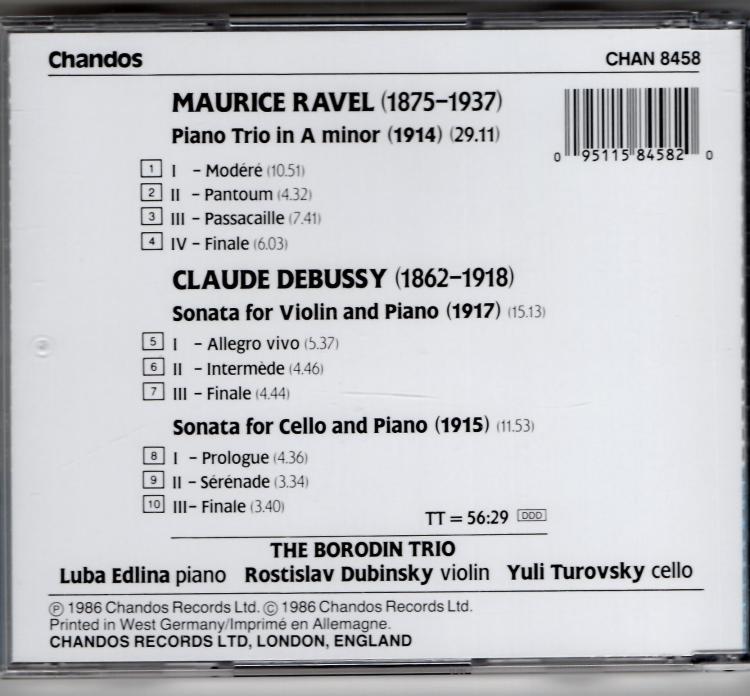 Chandos CHAN 8458
MAURICE RAVEL (1875–1937)
Piano Trio in A minor (1914) (29.11)
1 I – Modéré (10.51)
2 II – Pantoum (4.32)
3 III – Passacaille (7.41)
4 IV – Finale (6.03)
0 95115 84582 0
CLAUDE DEBUSSY (1862–1918)
Sonata for Violin and Piano (1917) (15.13)
5 I – Allegro vivo (5.37)
6 II – Intermède (4.46)
7 III – Finale (4.44)
Sonata for Cello and Piano (1915) (11.53)
8 I – Prologue (4.36)
9 II – Sérénade (3.34)
10 III– Finale (3.40)
TT = 56:29 DDD
THE BORODIN TRIO
Luba Edlina piano Rostislav Dubinsky violin Yuli Turovsky cello
℗ 1986 Chandos Records Ltd. © 1986 Chandos Records Ltd.
Printed in West Germany/Imprimé en Allemagne.
CHANDOS RECORDS LTD, LONDON, ENGLAND